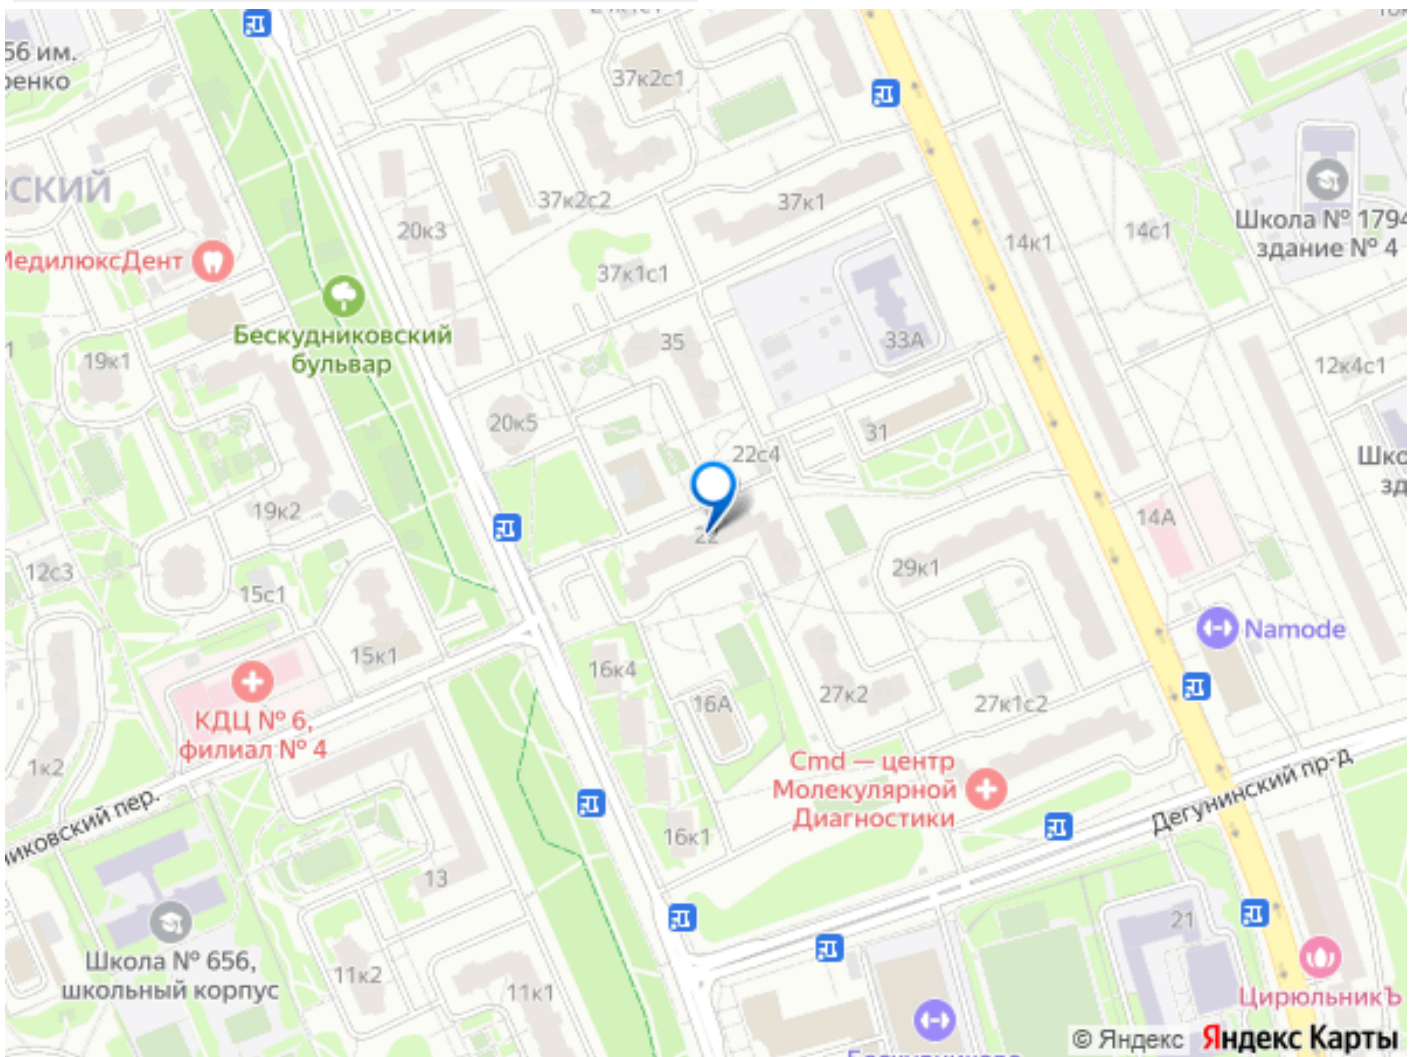 56 им.
ренко
37к2с1
СКИЙ
37к2с2
37к1
20к3
14к1
14с1
Школа № 1794
здание № 4
МедилюксДент
37к1с1
Бескудниковский
бульвар
35
33А
19к1
12к4с1
20к5
31
22с4
Шко
зд
19к2
14А
22
12с3
29к1
15с1
Namode
15к1
16к4
27к2
27к1с2
16А
КДЦ № 6,
филиал № 4
1к2
Cmd — центр
Молекулярной
Диагностики
Дегунинский пр-д
иковский пер.
16к1
13
21
Школа № 656,
школьный корпус
11к2
11к1
ЦирюльникЪ
© Яндекс Яндекс Карты